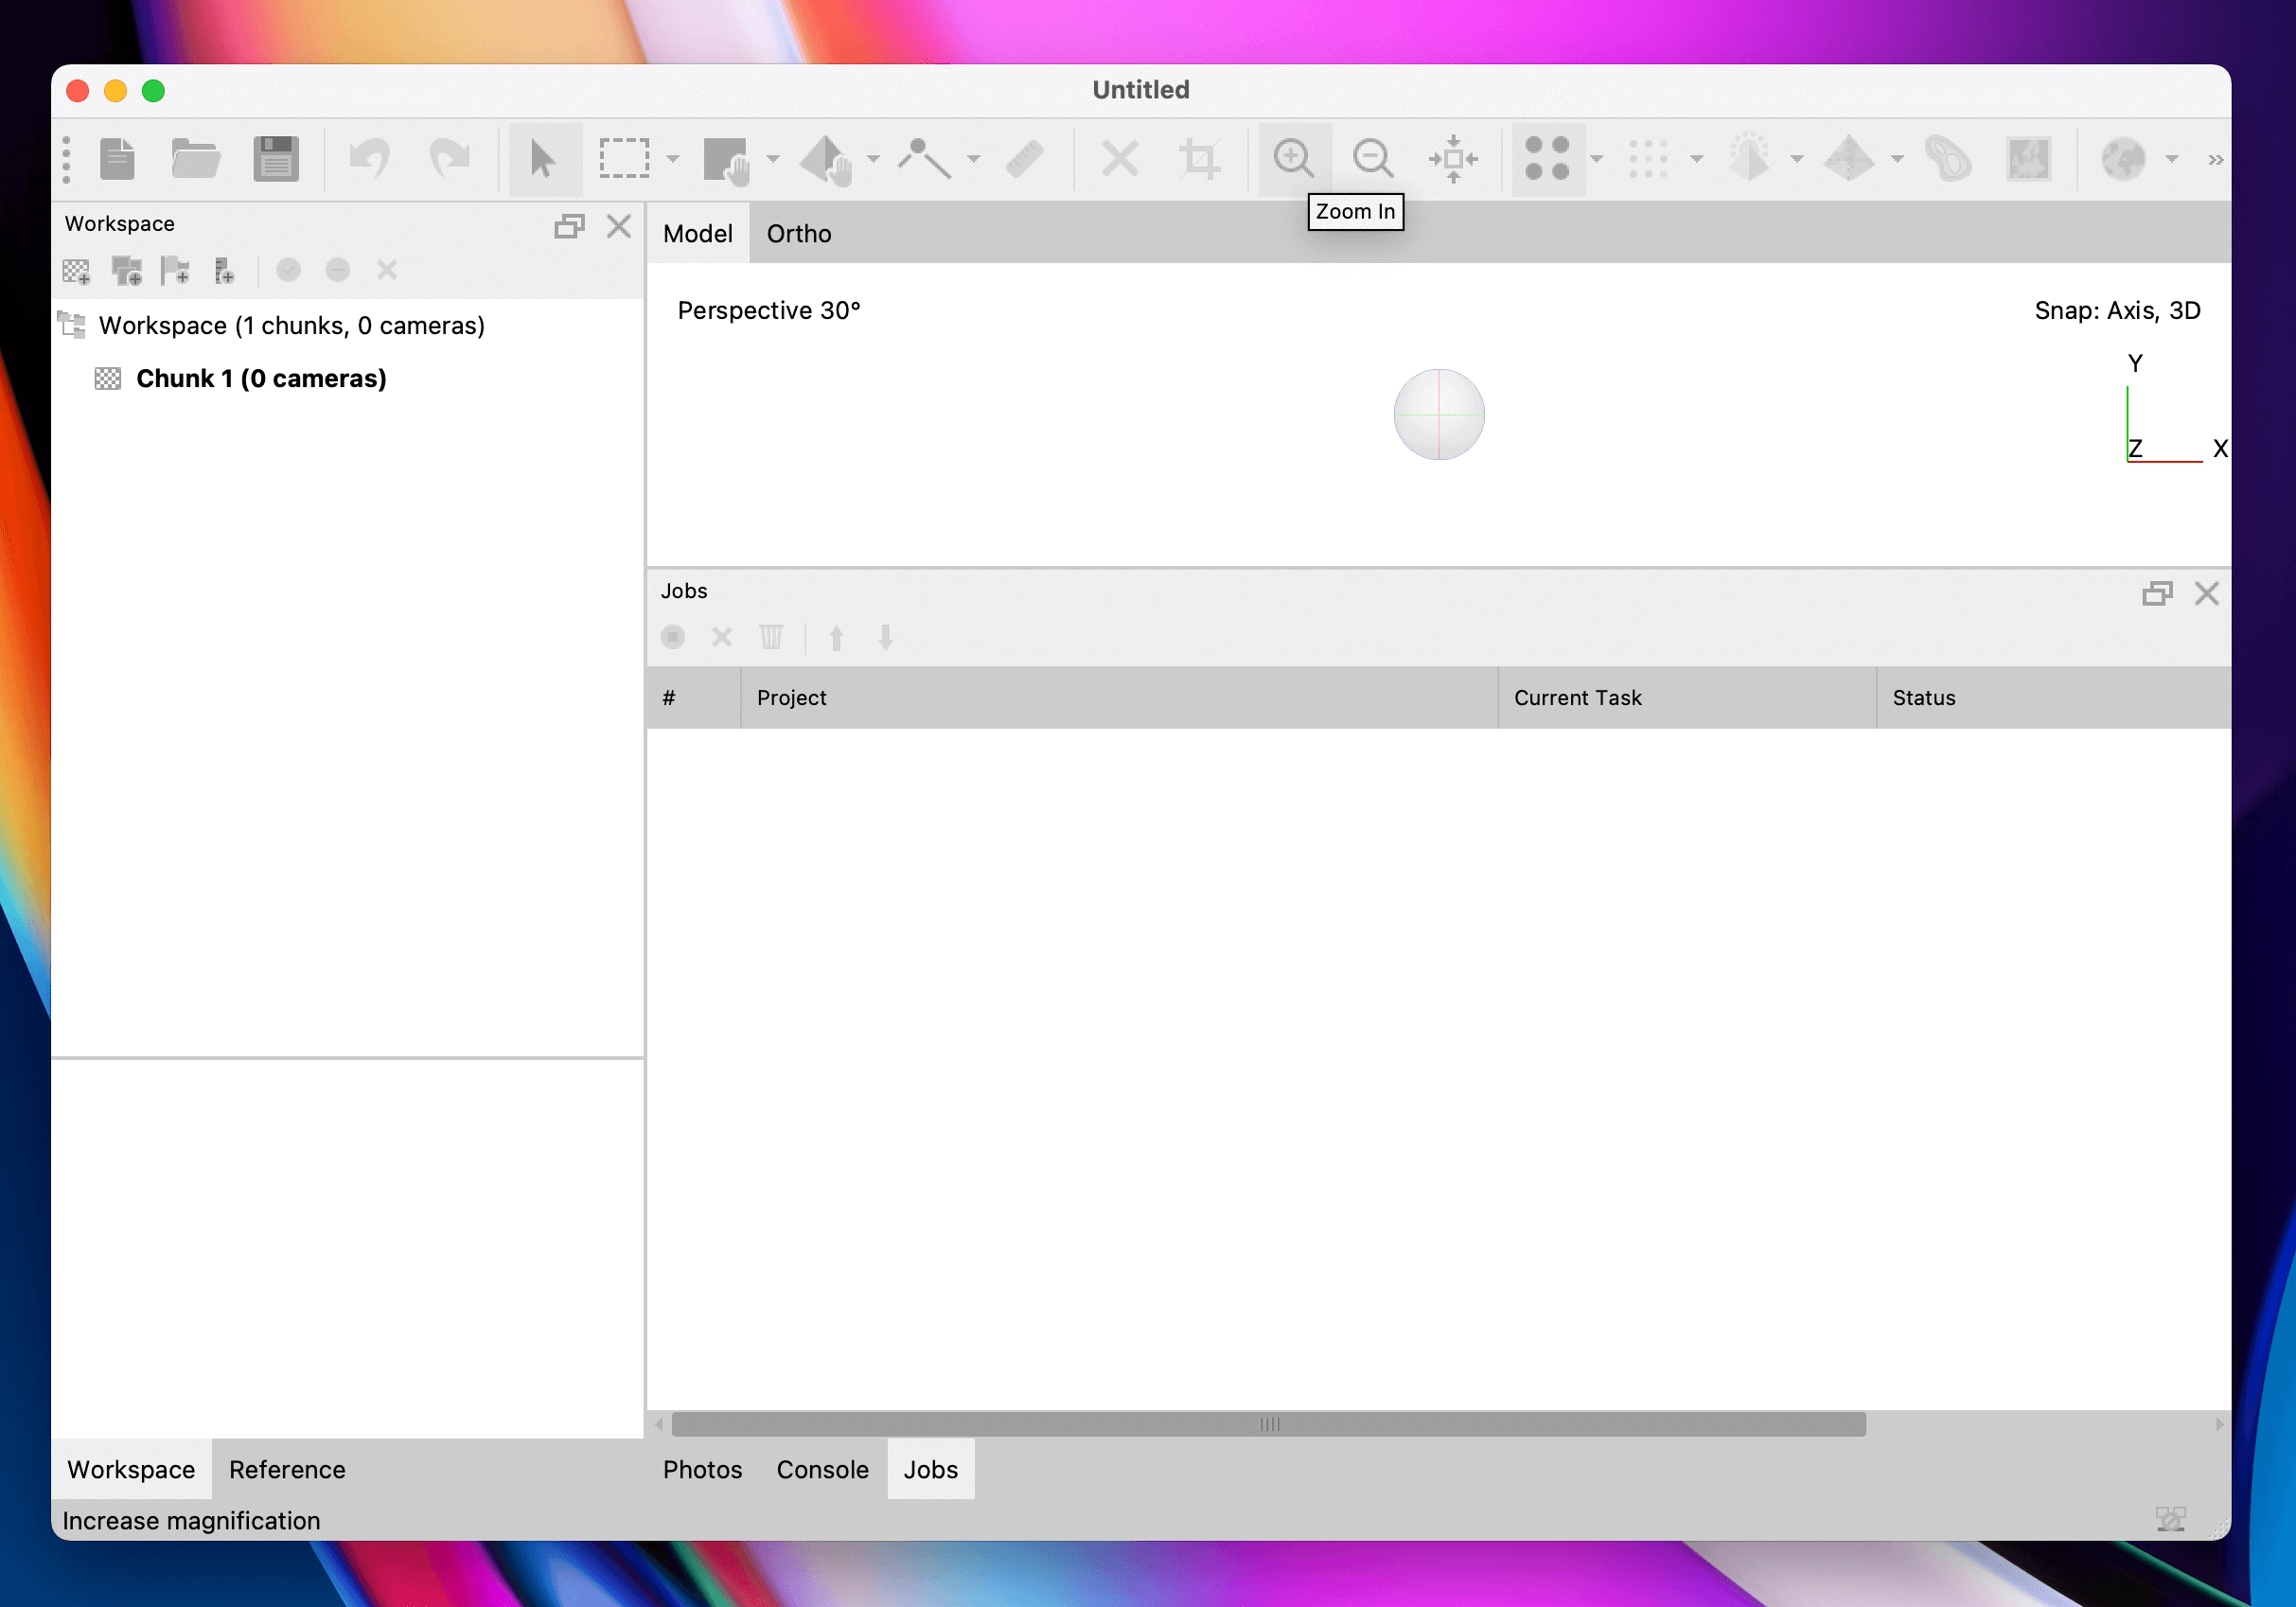 Untitled
Zoom In
Workspace
Workspace (1 chunks, 0 cameras)
Chunk 1 (0 cameras)
Model Ortho
Perspective 30°
Snap: Axis, 3D
Y
Z X
Jobs
# Project Current Task Status
Workspace Reference
Photos Console Jobs
Increase magnification